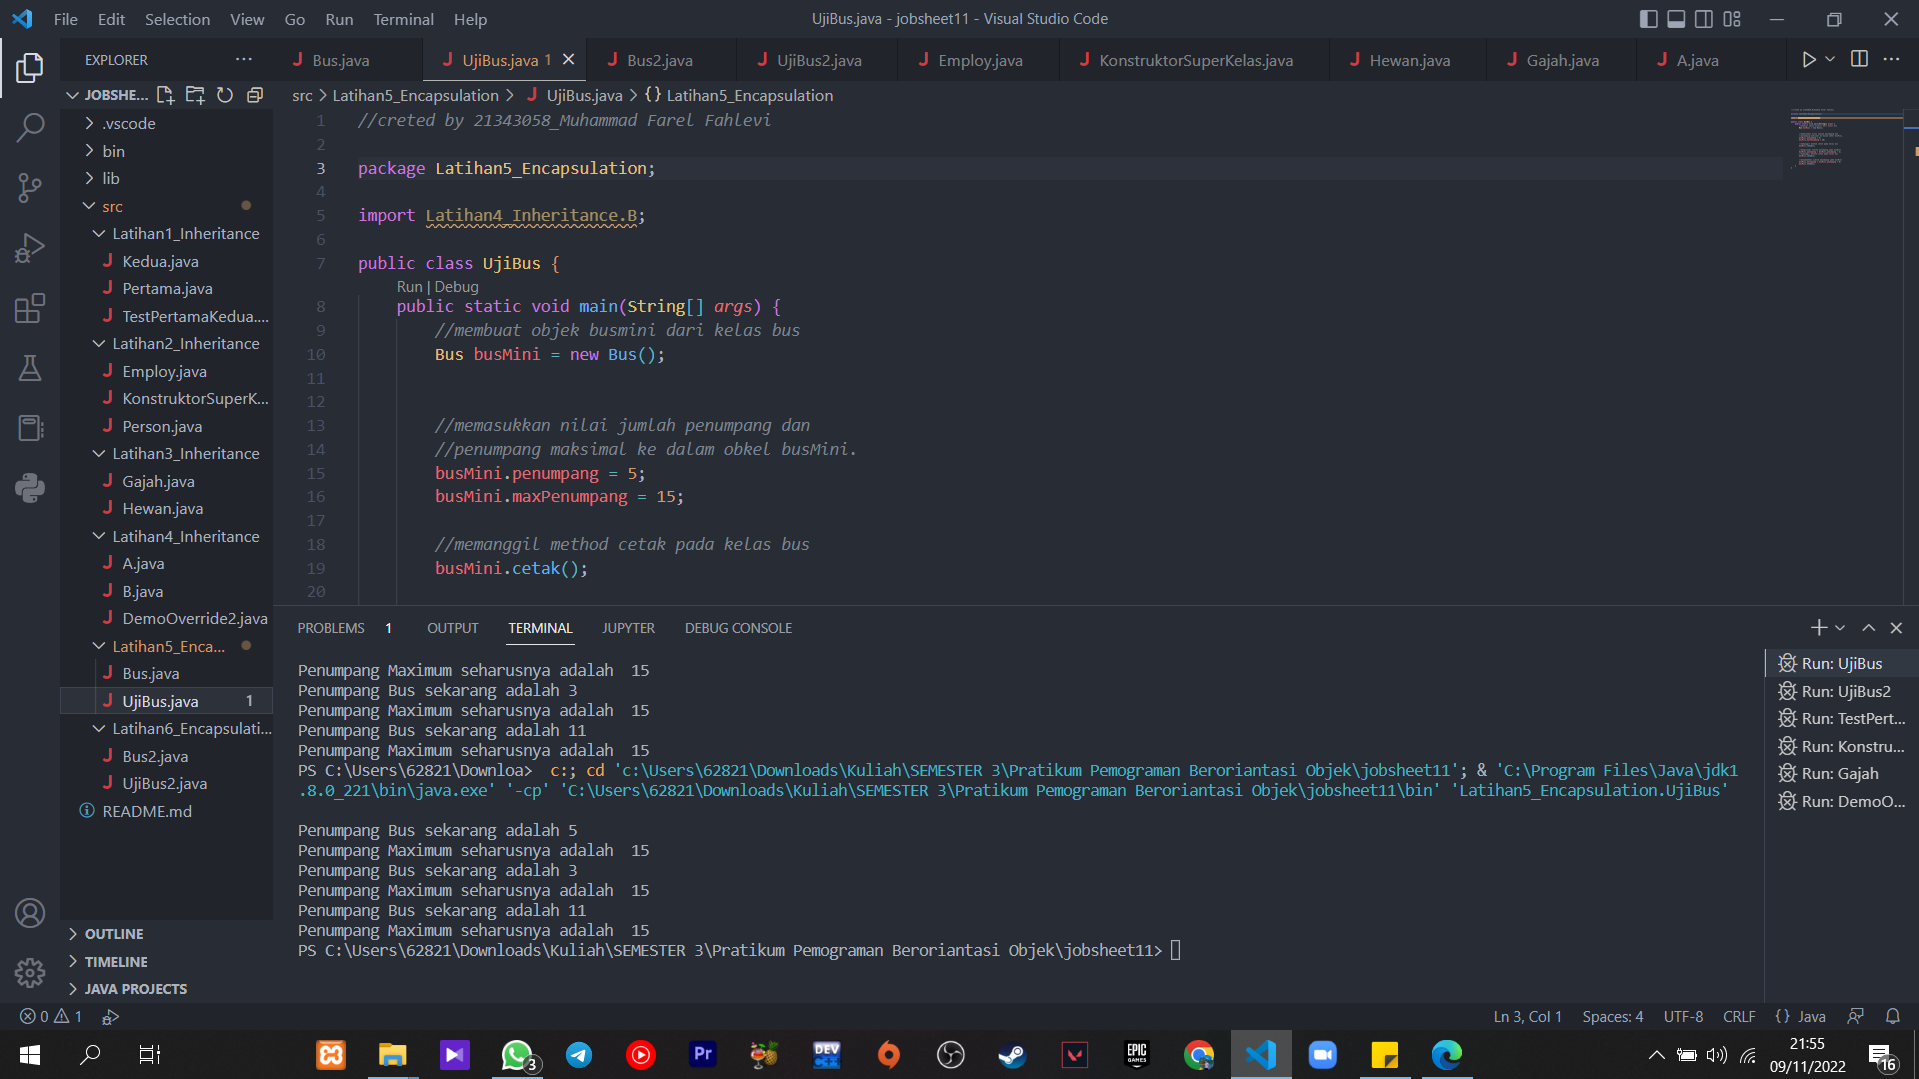 File Edit Selection View Go Run Terminal Help
UjiBus.java - jobsheet11 - Visual Studio Code
EXPLORER
Bus.java
UjiBus.java 1
Bus2.java
UjiBus2.java
Employ.java
KonstruktorSuperKelas.java
Hewan.java
Gajah.java
A.java
JOBSHE...
src > Latihan5_Encapsulation > UjiBus.java > {} Latihan5_Encapsulation
.vscode
bin
lib
src
Latihan1_Inheritance
Kedua.java
Pertama.java
TestPertamaKedua....
Latihan2_Inheritance
Employ.java
KonstruktorSuperK...
Person.java
Latihan3_Inheritance
Gajah.java
Hewan.java
Latihan4_Inheritance
A.java
B.java
DemoOverride2.java
Latihan5_Enca...
Bus.java
UjiBus.java 1
Latihan6_Encapsulati...
Bus2.java
UjiBus2.java
README.md
OUTLINE
TIMELINE
JAVA PROJECTS
1 //creted by 21343058_Muhammad Farel Fahlevi
2
3 package Latihan5_Encapsulation;
4
5 import Latihan4_Inheritance.B;
6
7 public class UjiBus {
Run | Debug
8 public static void main(String[] args) {
9 //membuat objek busmini dari kelas bus
10 Bus busMini = new Bus();
11
12
13 //memasukkan nilai jumlah penumpang dan
14 //penumpang maksimal ke dalam obkel busMini.
15 busMini.penumpang = 5;
16 busMini.maxPenumpang = 15;
17
18 //memanggil method cetak pada kelas bus
19 busMini.cetak();
20
PROBLEMS 1 OUTPUT TERMINAL JUPYTER DEBUG CONSOLE
Penumpang Maximum seharusnya adalah  15
Penumpang Bus sekarang adalah 3
Penumpang Maximum seharusnya adalah  15
Penumpang Bus sekarang adalah 11
Penumpang Maximum seharusnya adalah  15
PS C:\Users\62821\Downloa>  c:; cd 'c:\Users\62821\Downloads\Kuliah\SEMESTER 3\Pratikum Pemograman Beroriantasi Objek\jobsheet11'; & 'C:\Program Files\Java\jdk1
.8.0_221\bin\java.exe' '-cp' 'C:\Users\62821\Downloads\Kuliah\SEMESTER 3\Pratikum Pemograman Beroriantasi Objek\jobsheet11\bin' 'Latihan5_Encapsulation.UjiBus'
Penumpang Bus sekarang adalah 5
Penumpang Maximum seharusnya adalah  15
Penumpang Bus sekarang adalah 3
Penumpang Maximum seharusnya adalah  15
Penumpang Bus sekarang adalah 11
Penumpang Maximum seharusnya adalah  15
PS C:\Users\62821\Downloads\Kuliah\SEMESTER 3\Pratikum Pemograman Beroriantasi Objek\jobsheet11>
Run: UjiBus
Run: UjiBus2
Run: TestPert...
Run: Konstru...
Run: Gajah
Run: DemoO...
0 1
Ln 3, Col 1 Spaces: 4 UTF-8 CRLF {} Java
3
Pr
DEV C++
EPIC GAMES
21:55
09/11/2022
16